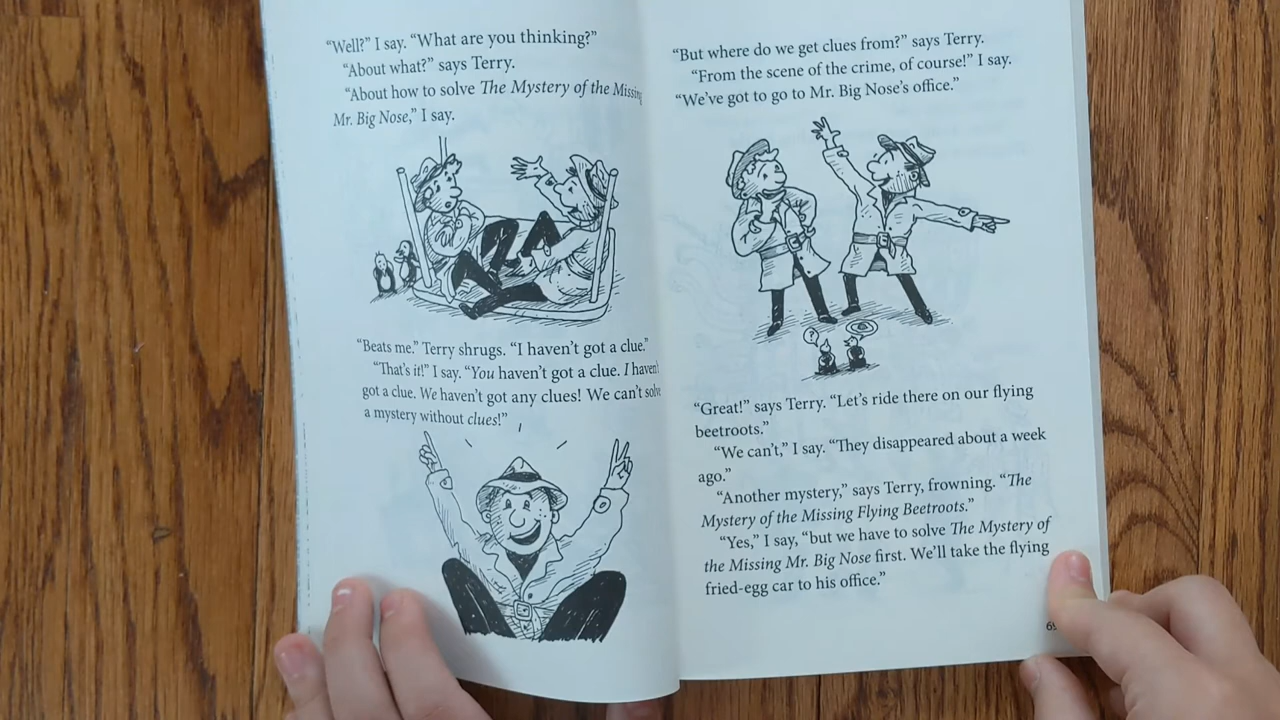 “Well?” I say. “What are you thinking?”
“About what?” says Terry.
“About how to solve The Mystery of the Missing
Mr. Big Nose,” I say.
“Beats me.” Terry shrugs. “I haven’t got a clue.”
“That’s it!” I say. “You haven’t got a clue. I haven’t
got a clue. We haven’t got any clues! We can’t solve
a mystery without clues!”
“But where do we get clues from?” says Terry.
“From the scene of the crime, of course!” I say.
“We’ve got to go to Mr. Big Nose’s office.”
?
“Great!” says Terry. “Let’s ride there on our flying
beetroots.”
“We can’t,” I say. “They disappeared about a week
ago.”
“Another mystery,” says Terry, frowning. “The
Mystery of the Missing Flying Beetroots.”
“Yes,” I say, “but we have to solve The Mystery of
the Missing Mr. Big Nose first. We’ll take the flying
fried-egg car to his office.”